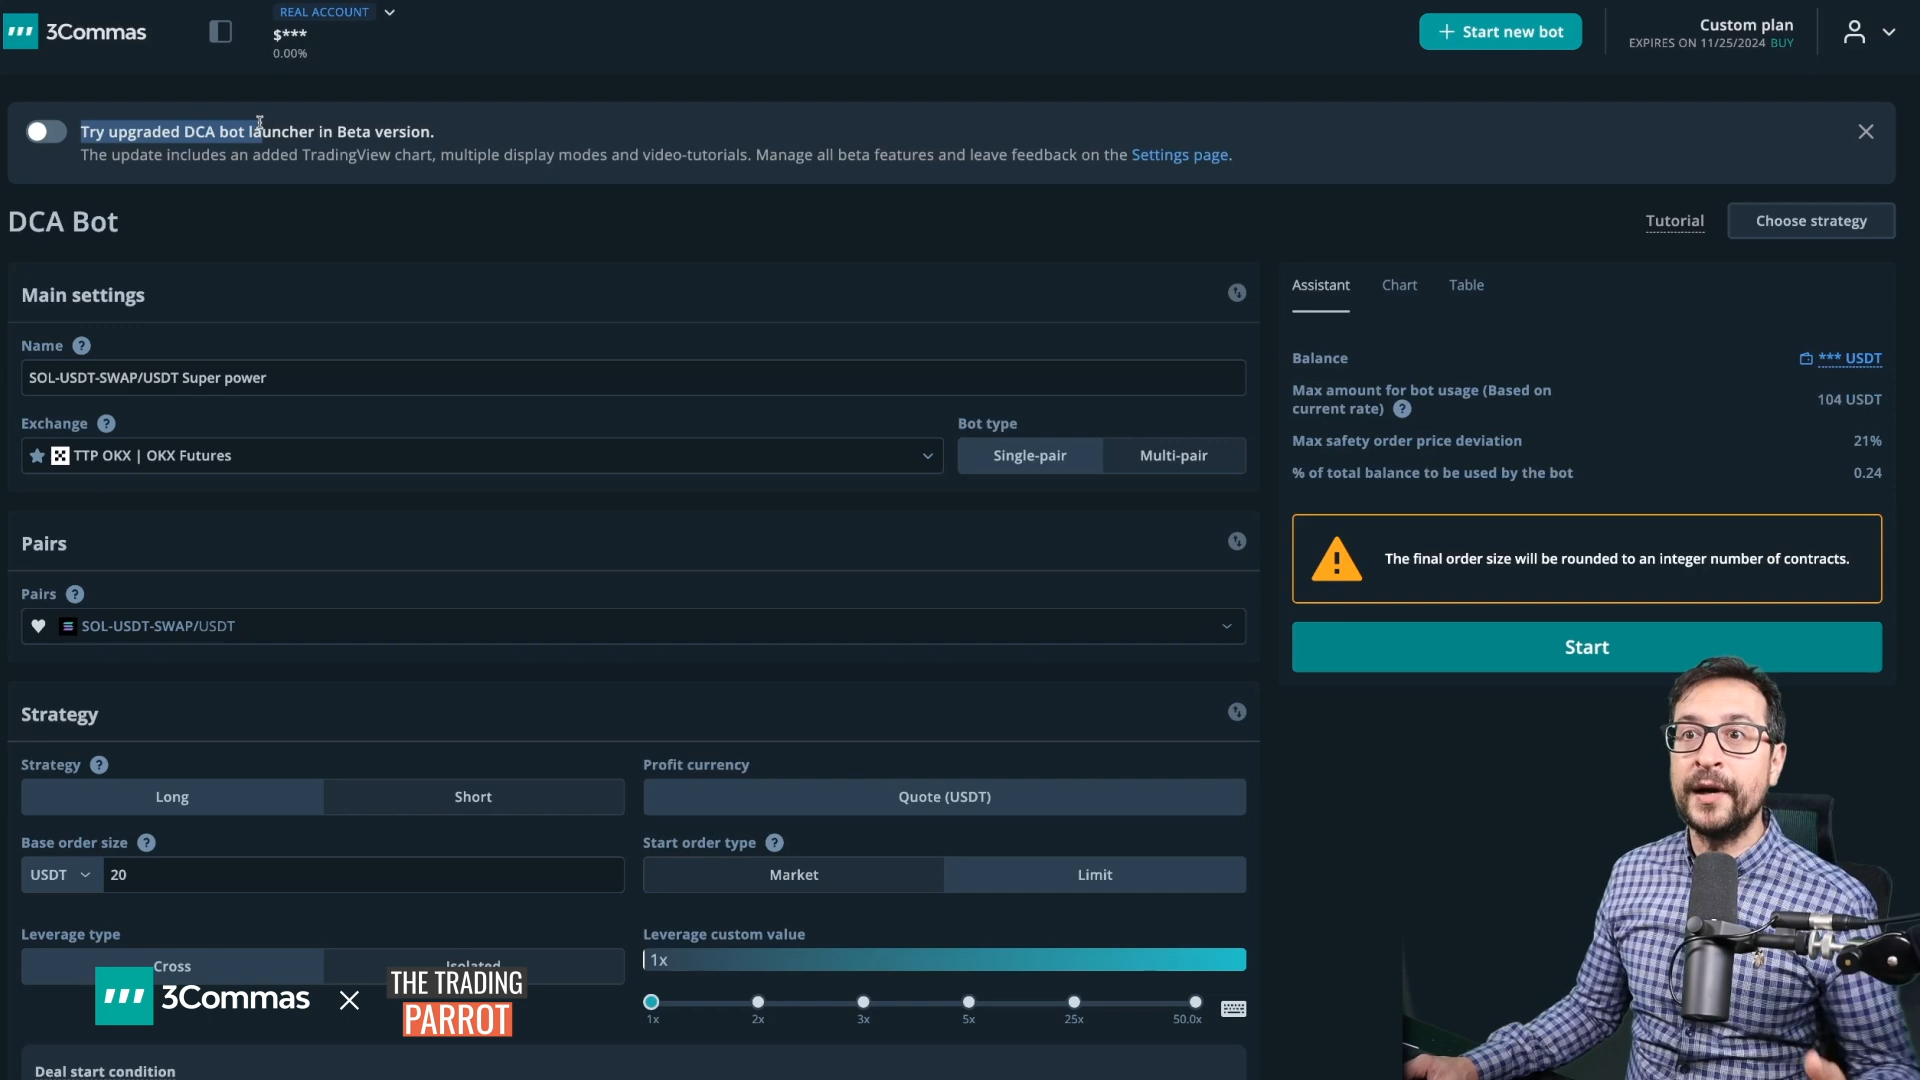 3Commas
REAL ACCOUNT
$***
0.00%
+ Start new bot
Custom plan
EXPIRES ON 11/25/2024 BUY
Try upgraded DCA bot launcher in Beta version.
The update includes an added TradingView chart, multiple display modes and video-tutorials. Manage all beta features and leave feedback on the Settings page.
DCA Bot
Tutorial
Choose strategy
Main settings
Name ?
SOL-USDT-SWAP/USDT Super power
Exchange ?
TTP OKX | OKX Futures
Bot type
Single-pair
Multi-pair
Pairs
Pairs ?
SOL-USDT-SWAP/USDT
Strategy
Strategy ?
Long
Short
Profit currency
Quote (USDT)
Base order size ?
USDT
20
Start order type ?
Market
Limit
Leverage type
Cross
Isolated
Leverage custom value
1x
1x
2x
3x
5x
25x
50.0x
Deal start condition
Assistant
Chart
Table
Balance
*** USDT
Max amount for bot usage (Based on
current rate) ?
104 USDT
Max safety order price deviation
21%
% of total balance to be used by the bot
0.24
The final order size will be rounded to an integer number of contracts.
Start
3Commas
THE TRADING
PARROT